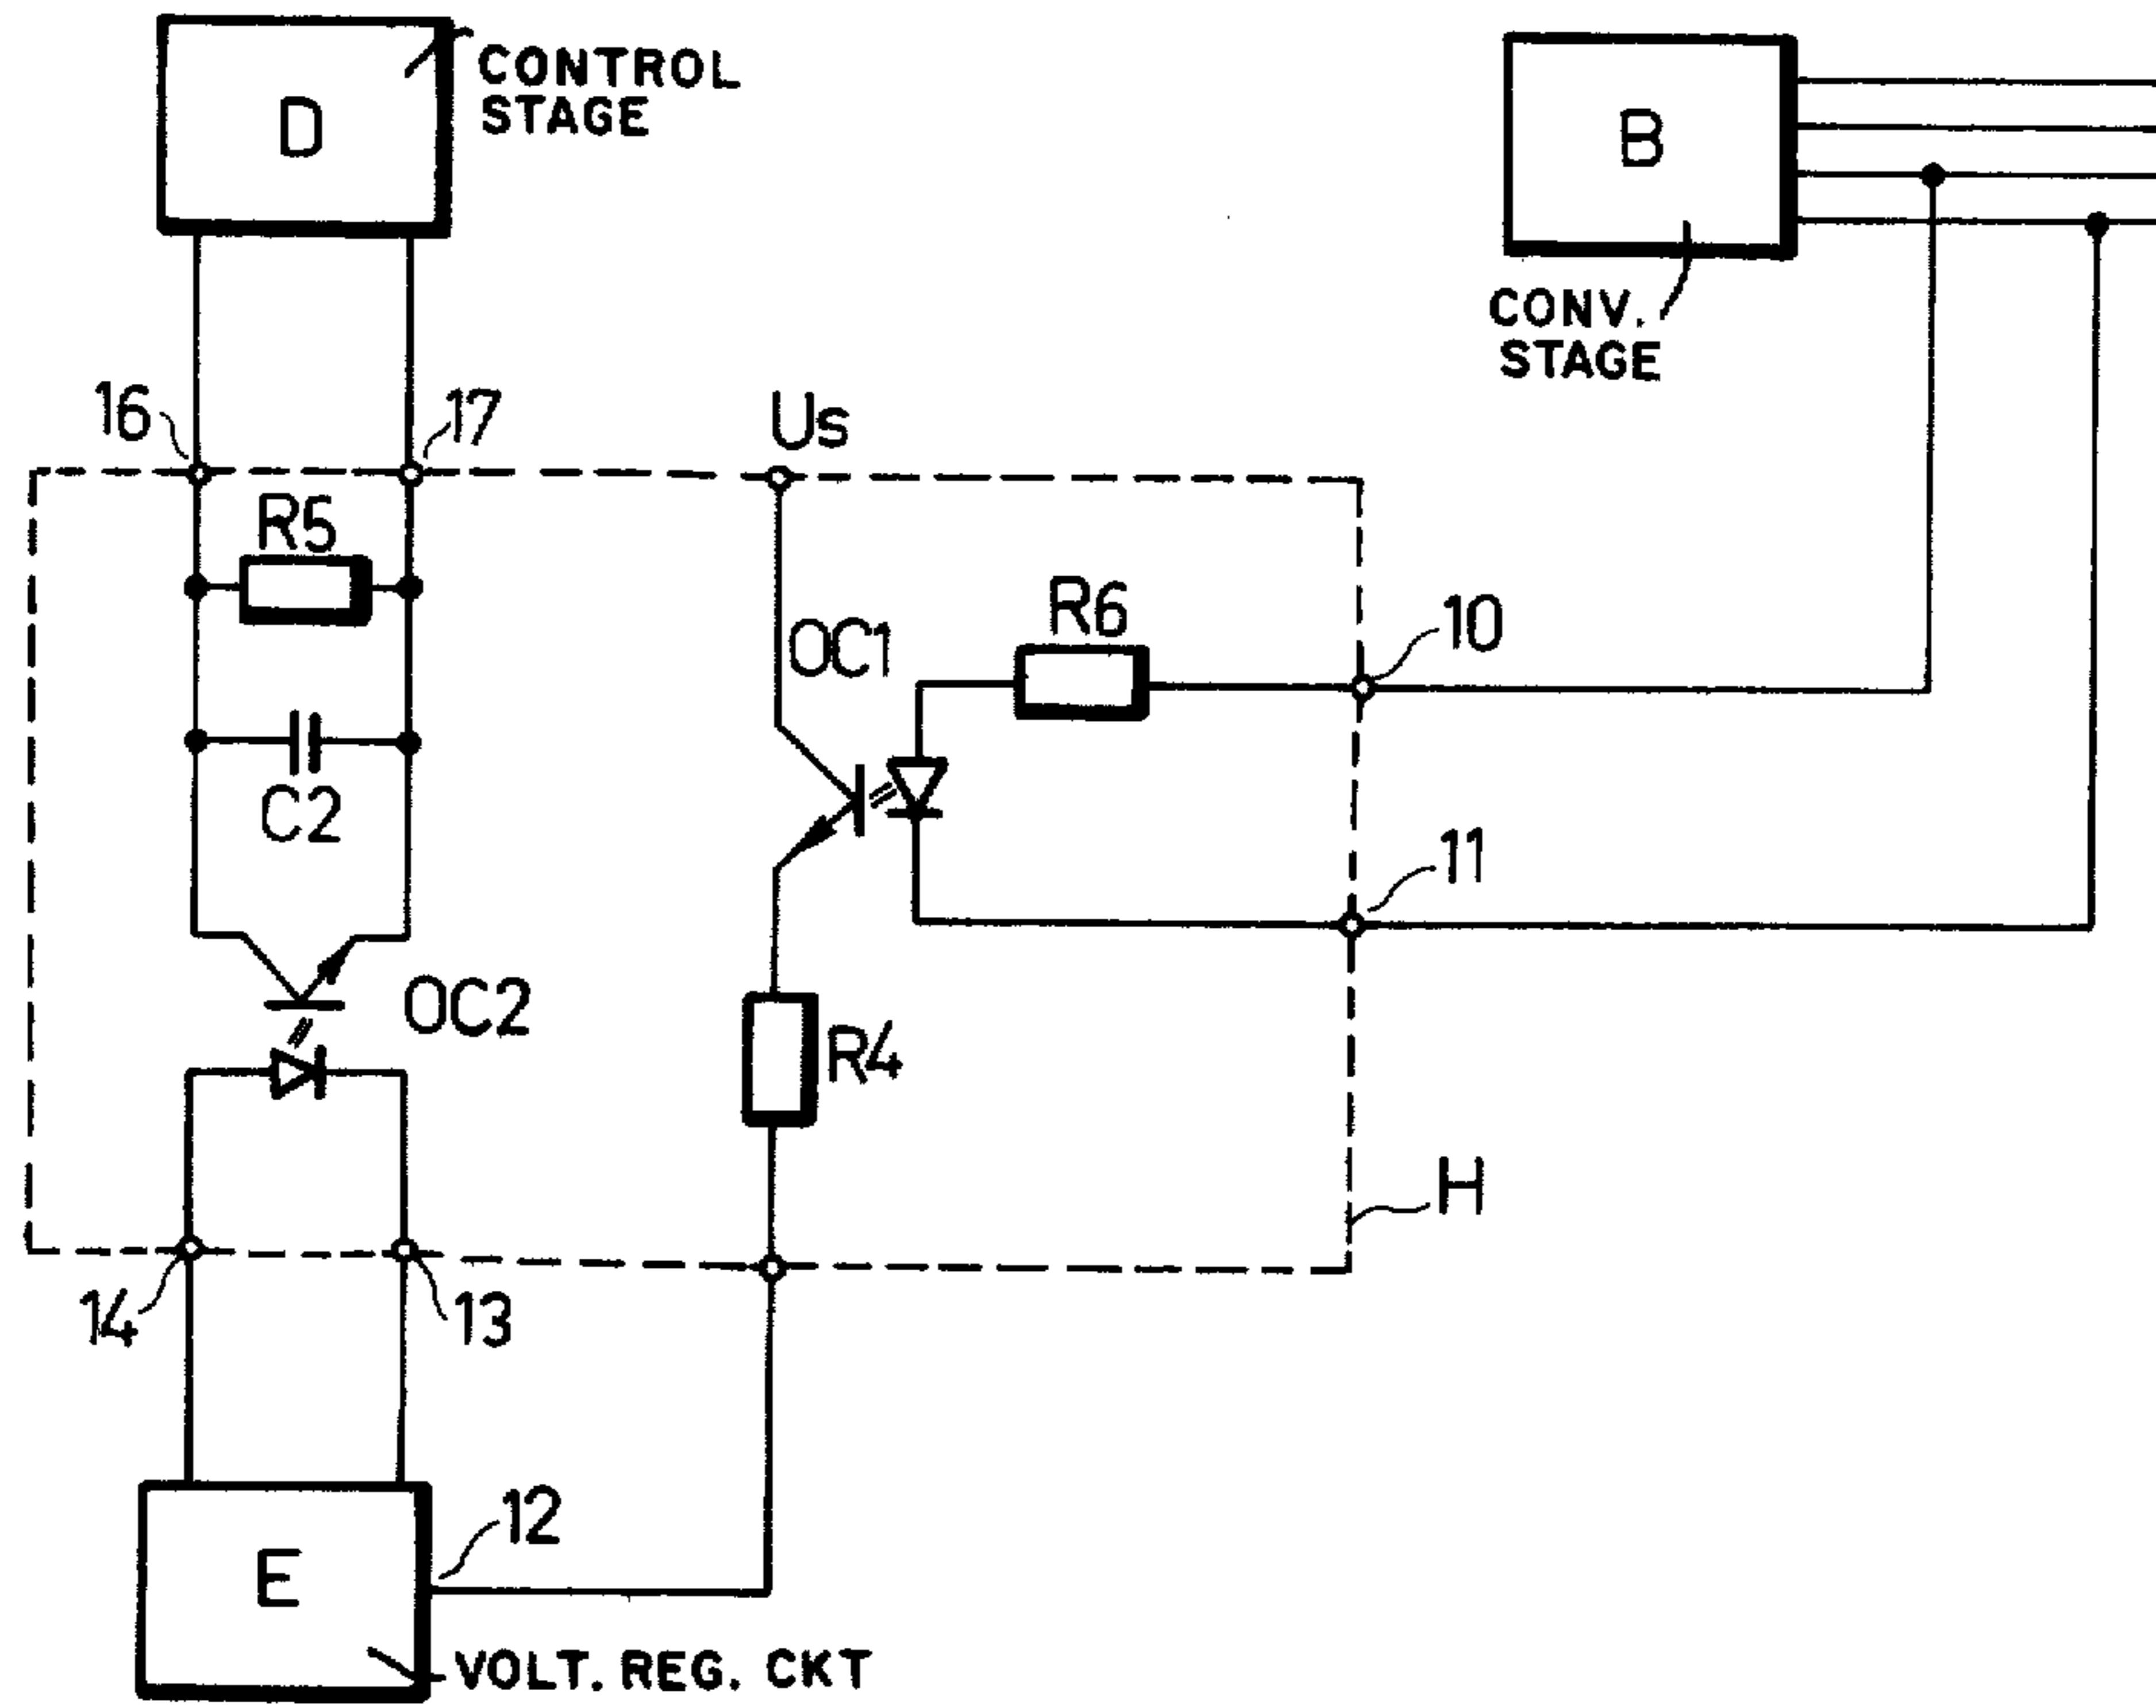 D
CONTROL
STAGE
B
CONV.
STAGE
16
17
Us
R5
OC1
R6
10
C2
11
OC2
R4
H
14
13
12
E
VOLT. REG. CKT